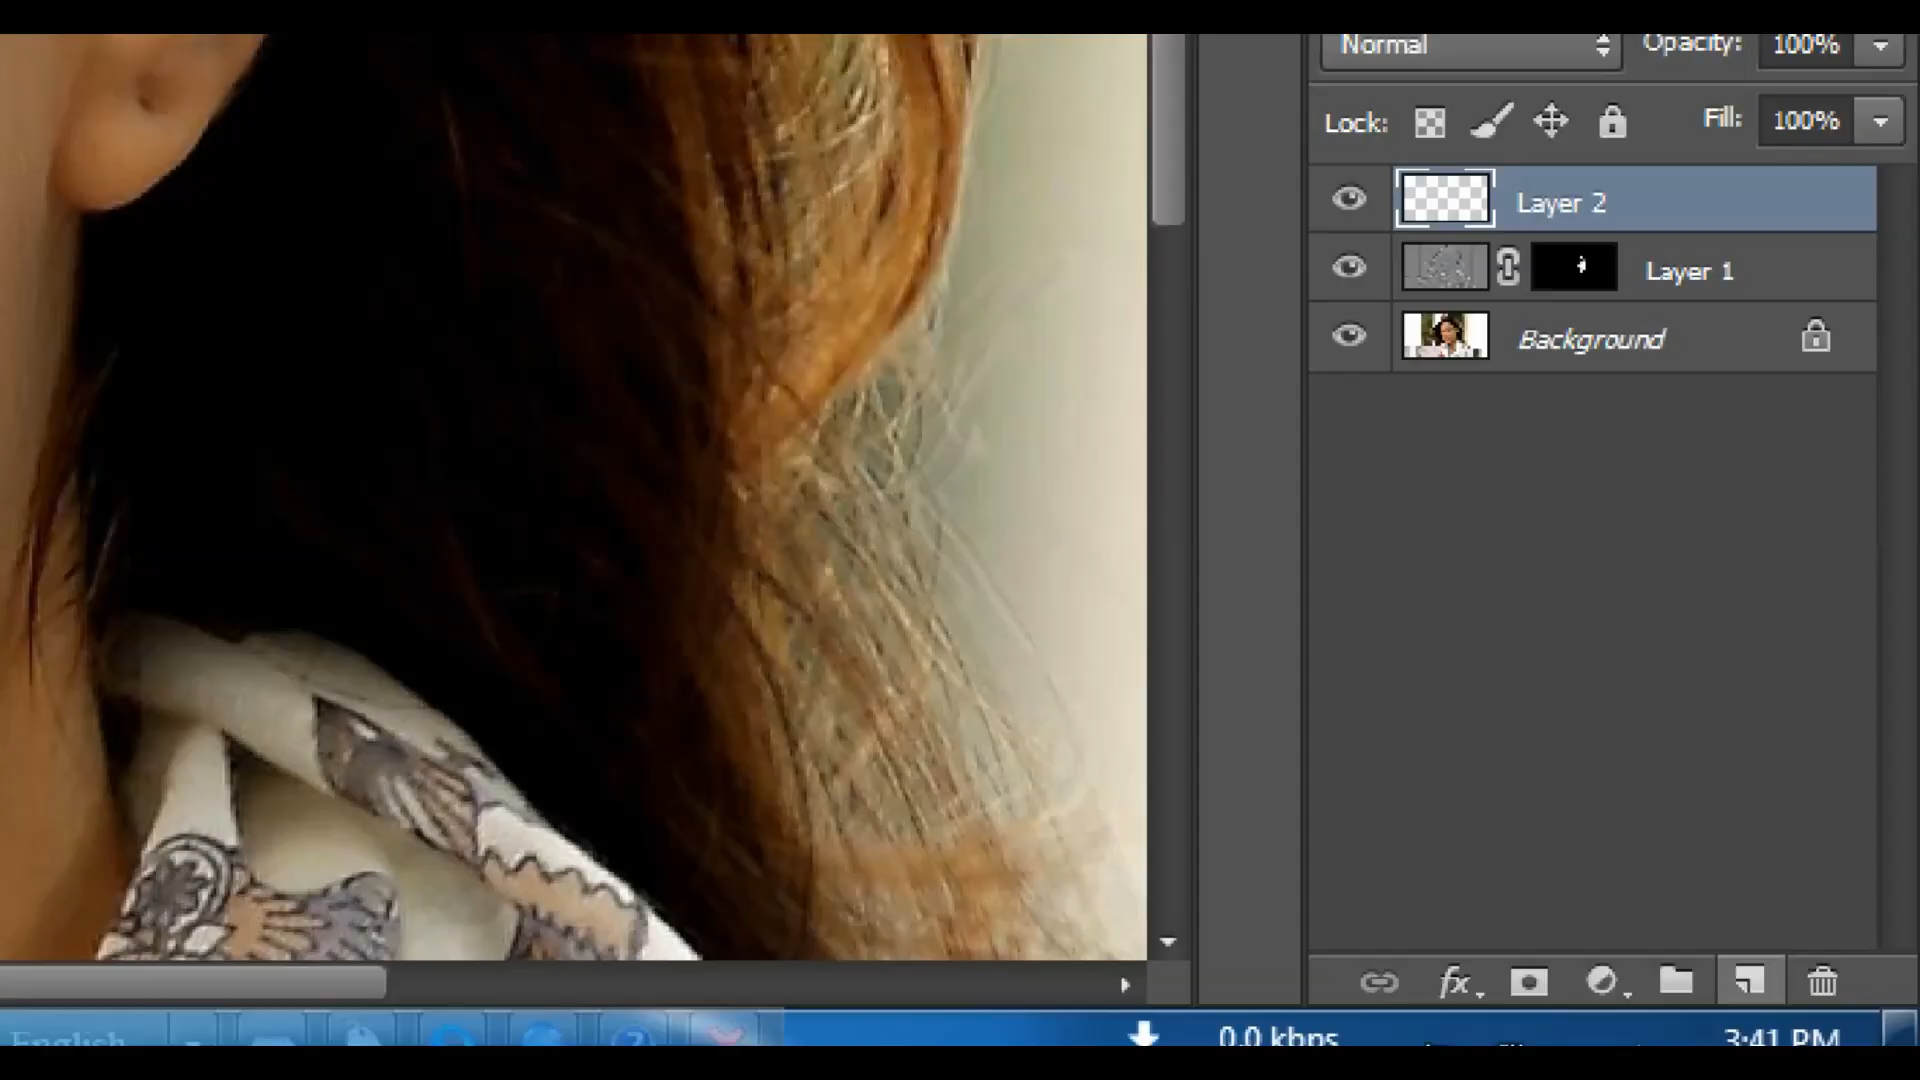 Normal Opacity: 100%
Lock: Fill: 100%
Layer 2
Layer 1
Background
fx
English 0.0 kbps 3:41 PM